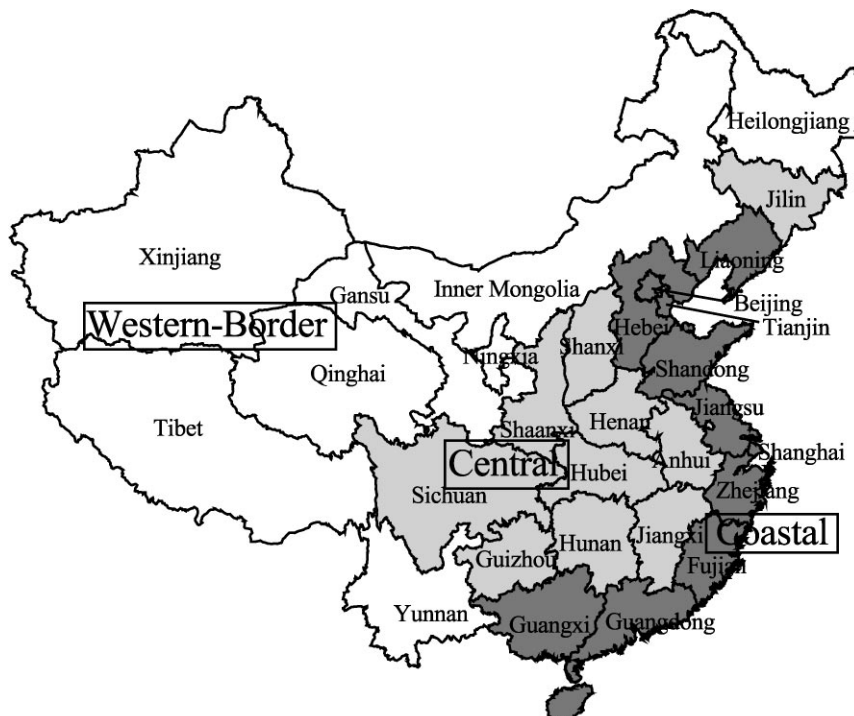 Heilongjiang
Jilin
Xinjiang
Liaoning
Gansu
Inner Mongolia
Beijing
Western-Border
Hebei
Tianjin
Ningxia
Shanxi
Qinghai
Shandong
Jiangsu
Tibet
Shaanxi
Henan
Shanghai
Central
Anhui
Hubei
Sichuan
Zhejiang
Coastal
Jiangxi
Hunan
Guizhou
Fujian
Yunnan
Guangxi
Guangdong